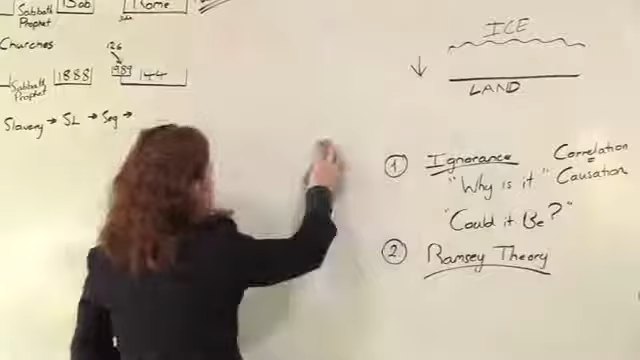 Sabbath
Prophet
Rome
Churches
126
Sabbath
Prophet
1888
1989
144
Slavery → SL → Seg →
ICE
↓
LAND
① Ignorance
"Why is it"
"Could it Be?"
Correlation
=
Causation
② Ramsey Theory